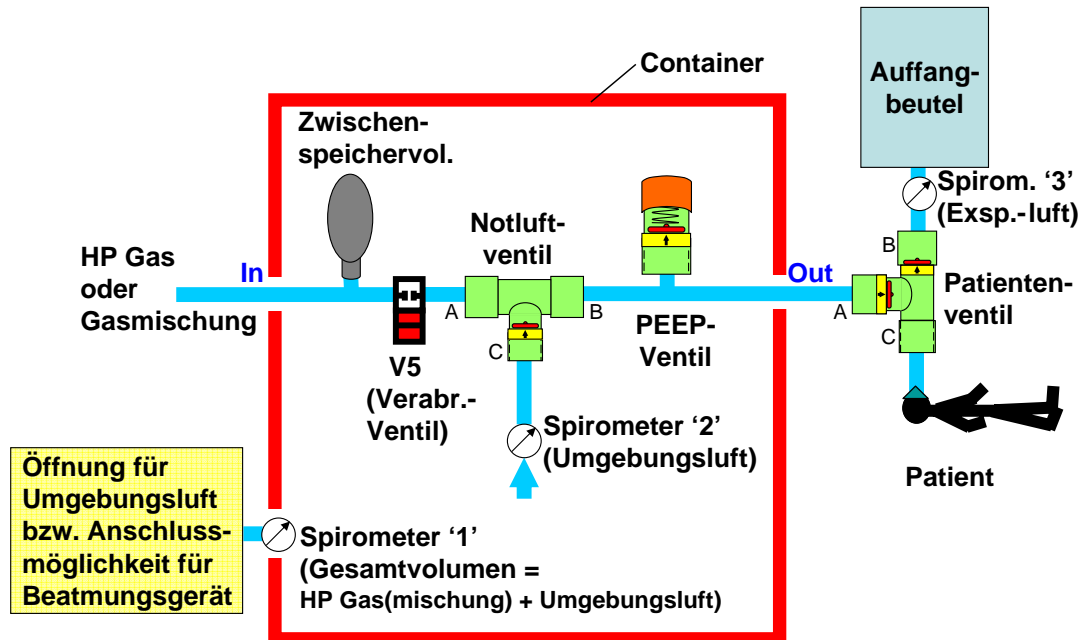 Container
Auffang-
beutel
Zwischen-
speichervol.
Spirom. ‘3’
(Exsp.-luft)
Notluft-
ventil
HP Gas
oder
Gasmischung
In
Out
A
B
C
B
A
C
Patienten-
ventil
PEEP-
Ventil
V5
(Verabr.-
Ventil)
Spirometer ‘2’
(Umgebungsluft)
Patient
Öffnung für
Umgebungsluft
bzw. Anschluss-
möglichkeit für
Beatmungsgerät
Spirometer ‘1’
(Gesamtvolumen =
HP Gas(mischung) + Umgebungsluft)